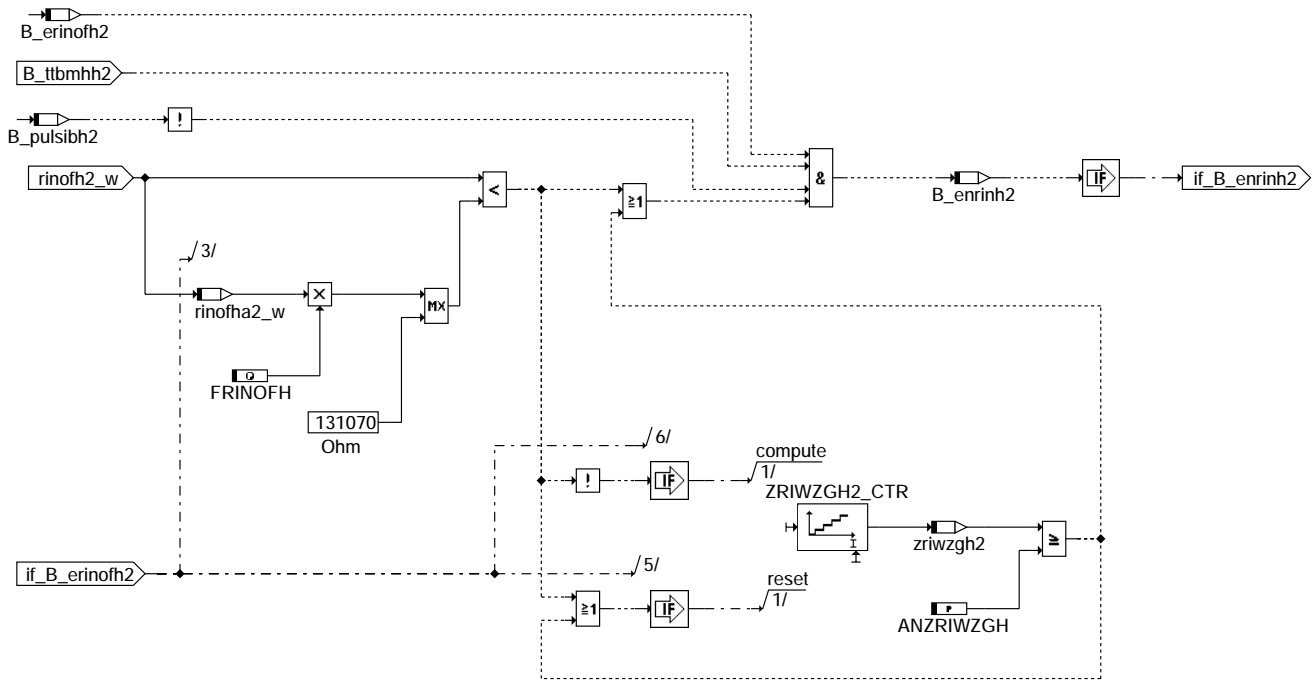 B_erinofh2
B_ttbmhh2
B_pulsibh2
!
rinofh2_w
<
≧1
&
B_enrinh2
IF
if_B_enrinh2
3/
rinofha2_w
×
MX
FRINOFH
131070
Ohm
6/
!
IF
compute
1/
ZRIWZGH2_CTR
zriwzgh2
≧
if_B_erinofh2
5/
≧1
IF
reset
1/
P
ANZRIWZGH